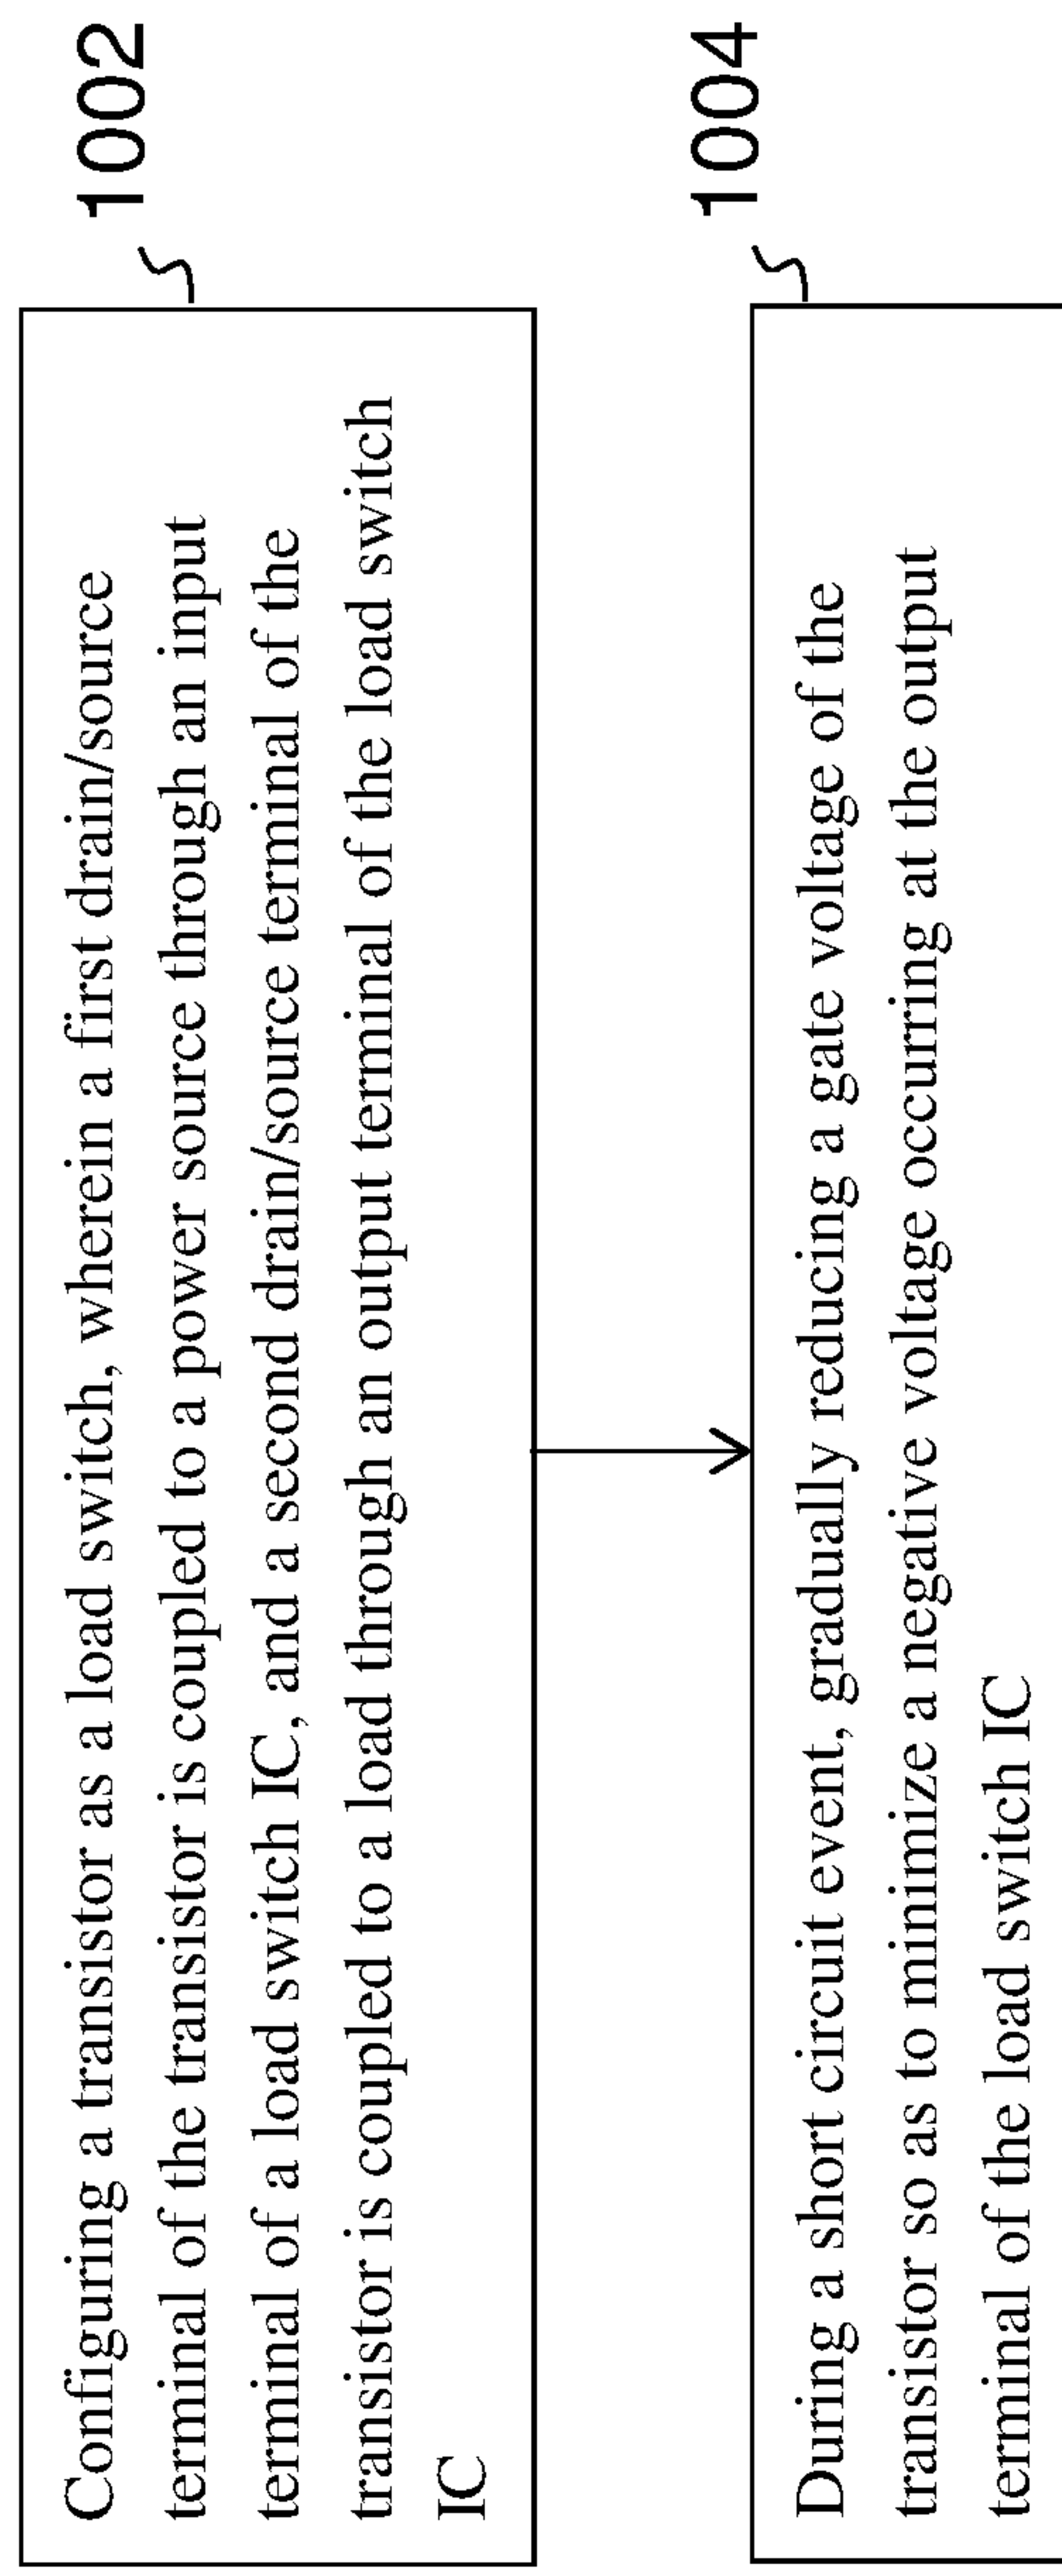 1002
Configuring a transistor as a load switch, wherein a first drain/source
terminal of the transistor is coupled to a power source through an input
terminal of a load switch IC, and a second drain/source terminal of the
transistor is coupled to a load through an output terminal of the load switch
IC
1004
During a short circuit event, gradually reducing a gate voltage of the
transistor so as to minimize a negative voltage occurring at the output
terminal of the load switch IC